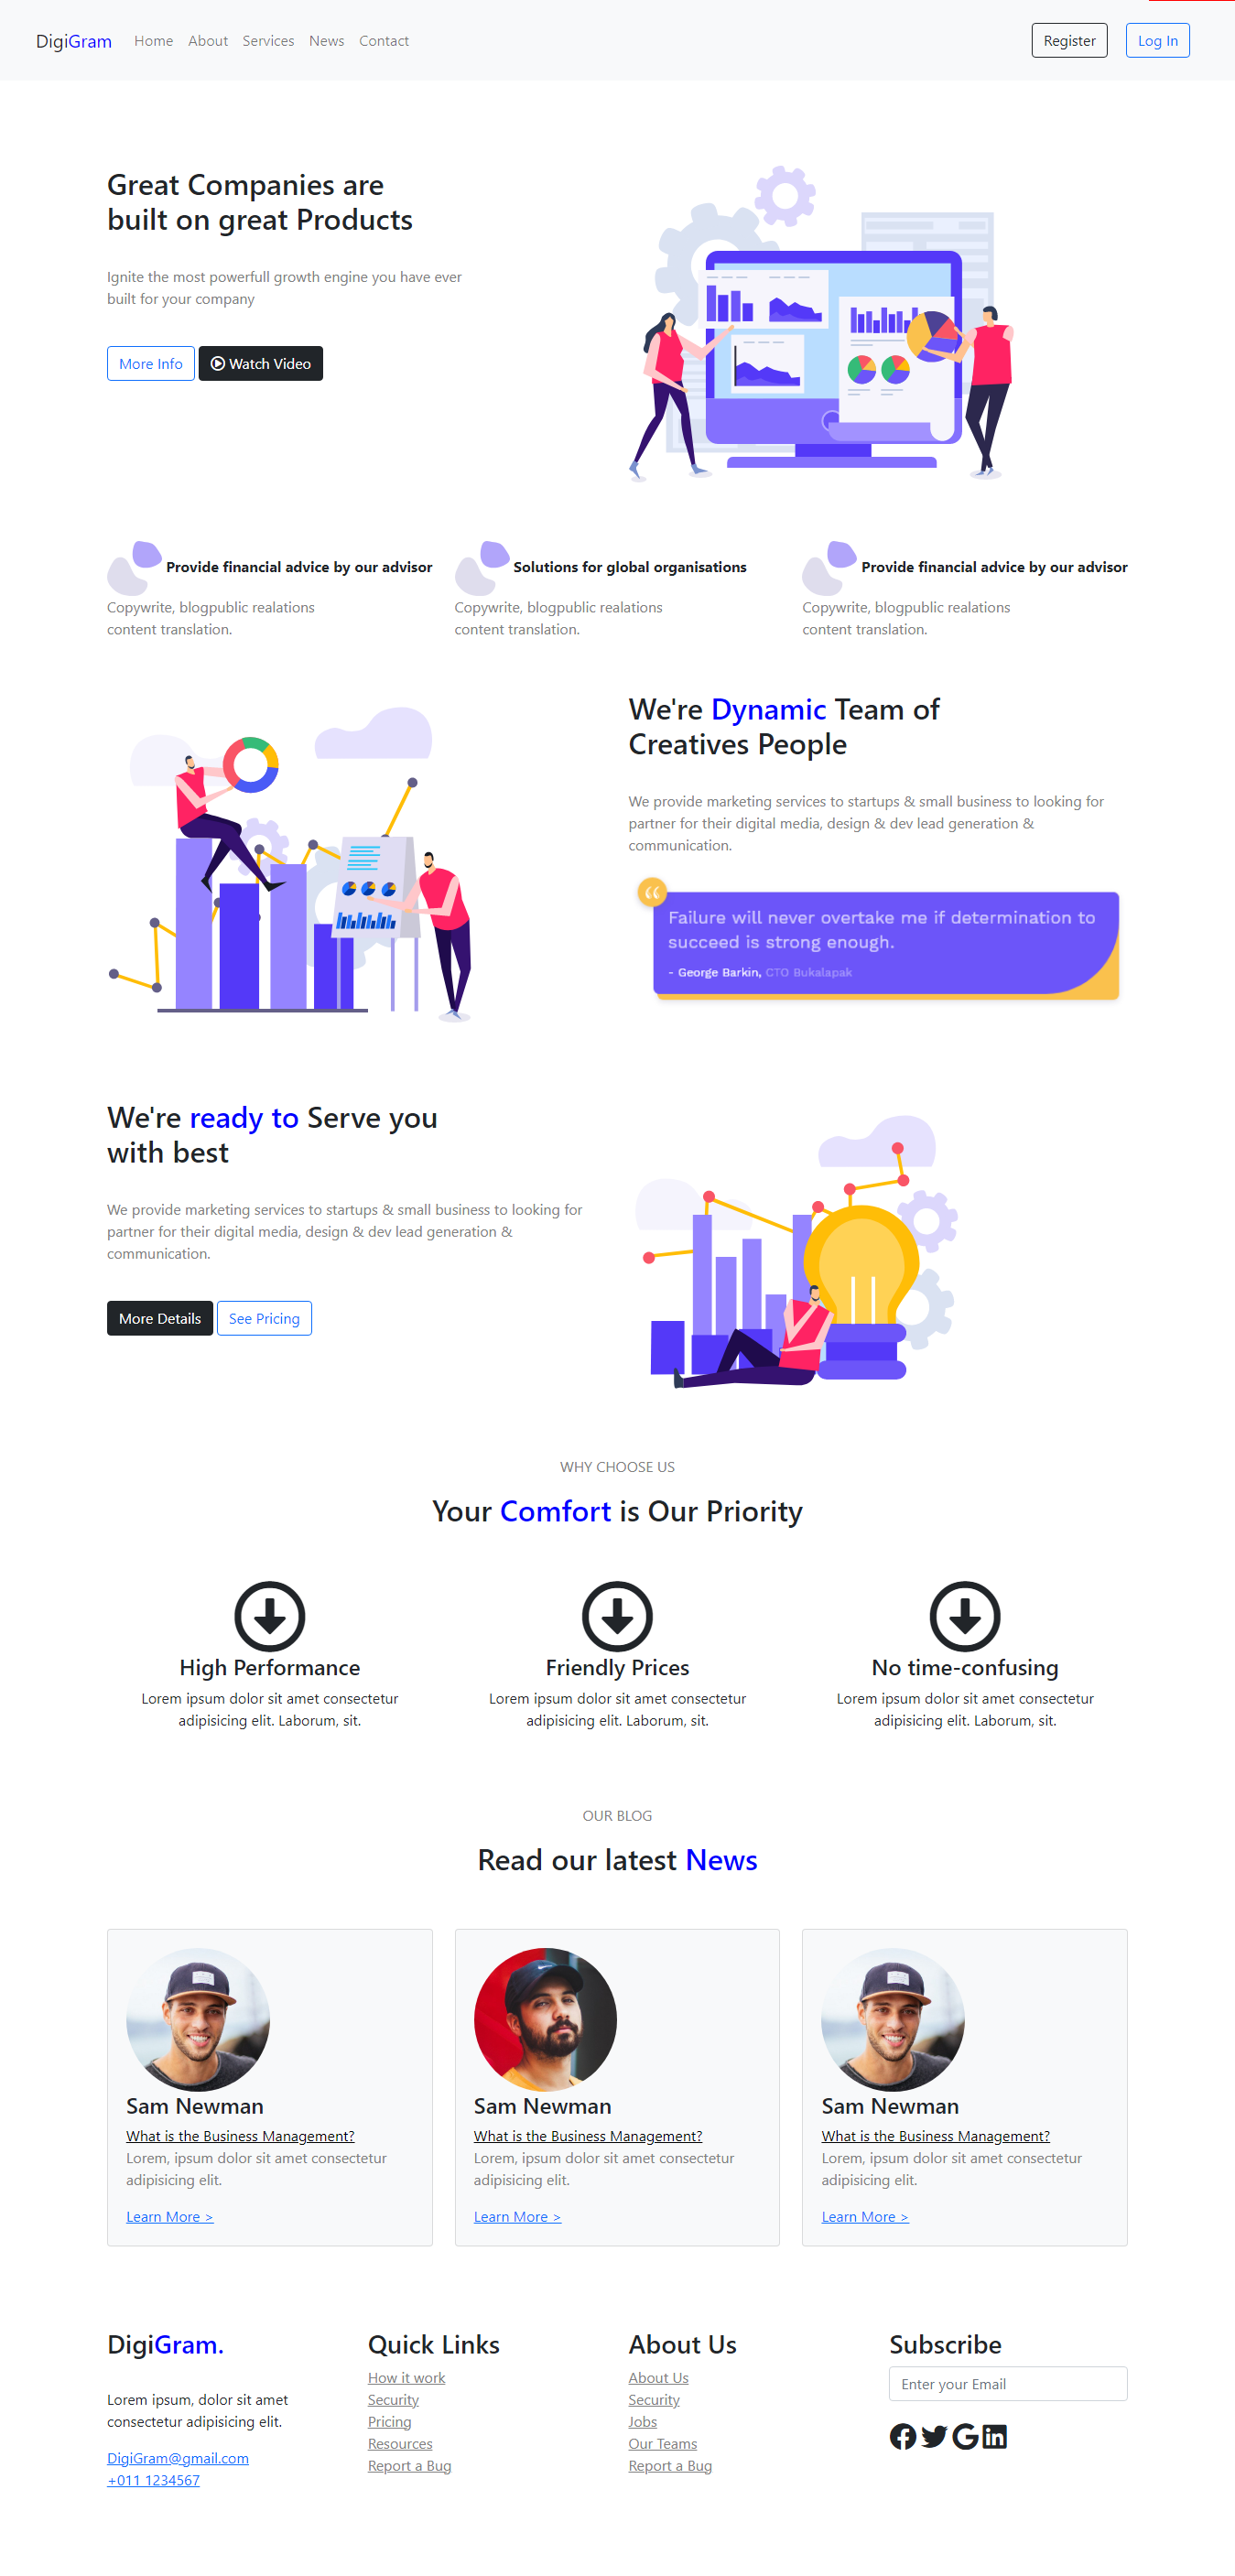 DigiGram Home About Services News Contact Register Log In
Great Companies are
built on great Products
Ignite the most powerfull growth engine you have ever
built for your company
More Info Watch Video
Provide financial advice by our advisor
Copywrite, blogpublic realations
content translation.
Solutions for global organisations
Copywrite, blogpublic realations
content translation.
Provide financial advice by our advisor
Copywrite, blogpublic realations
content translation.
We're Dynamic Team of
Creatives People
We provide marketing services to startups & small business to looking for
partner for their digital media, design & dev lead generation &
communication.
Failure will never overtake me if determination to
succeed is strong enough.
- George Barkin, CTO Bukalapak
We're ready to Serve you
with best
We provide marketing services to startups & small business to looking for
partner for their digital media, design & dev lead generation &
communication.
More Details See Pricing
WHY CHOOSE US
Your Comfort is Our Priority
High Performance
Lorem ipsum dolor sit amet consectetur
adipisicing elit. Laborum, sit.
Friendly Prices
Lorem ipsum dolor sit amet consectetur
adipisicing elit. Laborum, sit.
No time-confusing
Lorem ipsum dolor sit amet consectetur
adipisicing elit. Laborum, sit.
OUR BLOG
Read our latest News
Sam Newman
What is the Business Management?
Lorem, ipsum dolor sit amet consectetur
adipisicing elit.
Learn More >
Sam Newman
What is the Business Management?
Lorem, ipsum dolor sit amet consectetur
adipisicing elit.
Learn More >
Sam Newman
What is the Business Management?
Lorem, ipsum dolor sit amet consectetur
adipisicing elit.
Learn More >
DigiGram.
Lorem ipsum, dolor sit amet
consectetur adipisicing elit.
DigiGram@gmail.com
+011 1234567
Quick Links
How it work
Security
Pricing
Resources
Report a Bug
About Us
About Us
Security
Jobs
Our Teams
Report a Bug
Subscribe
Enter your Email